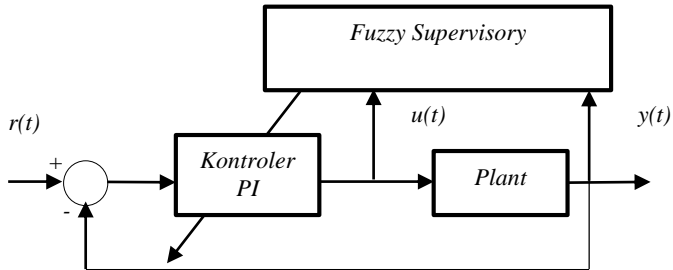 Fuzzy Supervisory
r(t)
u(t)
y(t)
+
Kontroler
PI
Plant
-